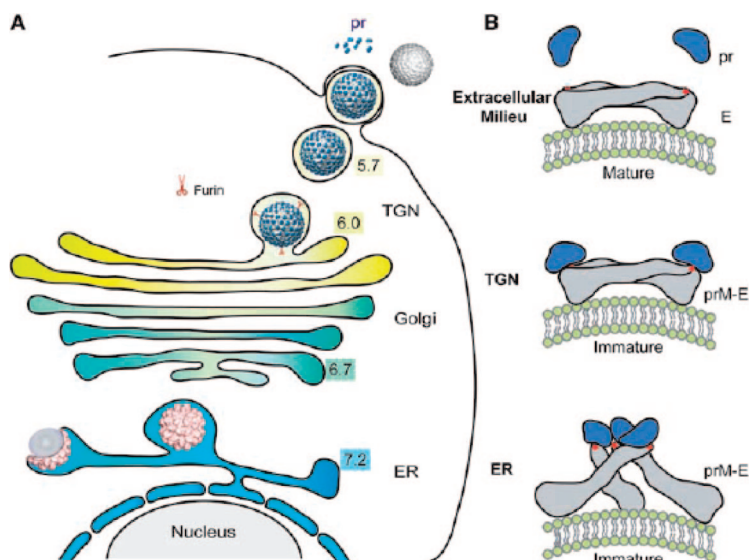 A
pr
5.7
Furin
TGN
6.0
Golgi
6.7
7.2
ER
Nucleus
B
pr
Extracellular
Milieu
E
Mature
TGN
prM-E
Immature
ER
prM-E
Immature